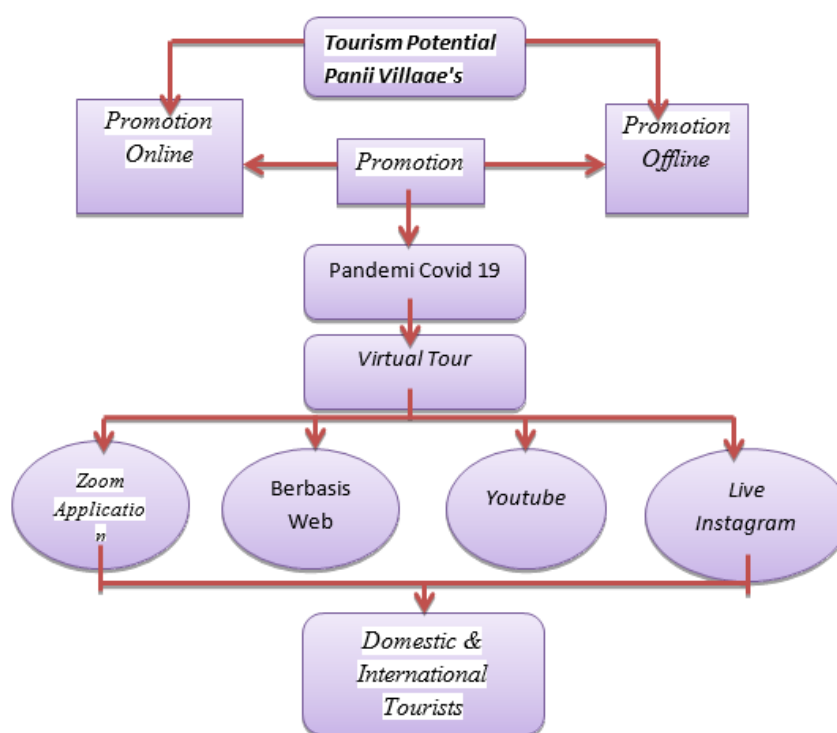 Tourism Potential
Panii Villaae's
Promotion
Online
Promotion
Promotion
Offline
Pandemi Covid 19
Virtual Tour
Zoom
Applicatio
n
Berbasis
Web
Youtube
Live
Instagram
Domestic &
International
Tourists